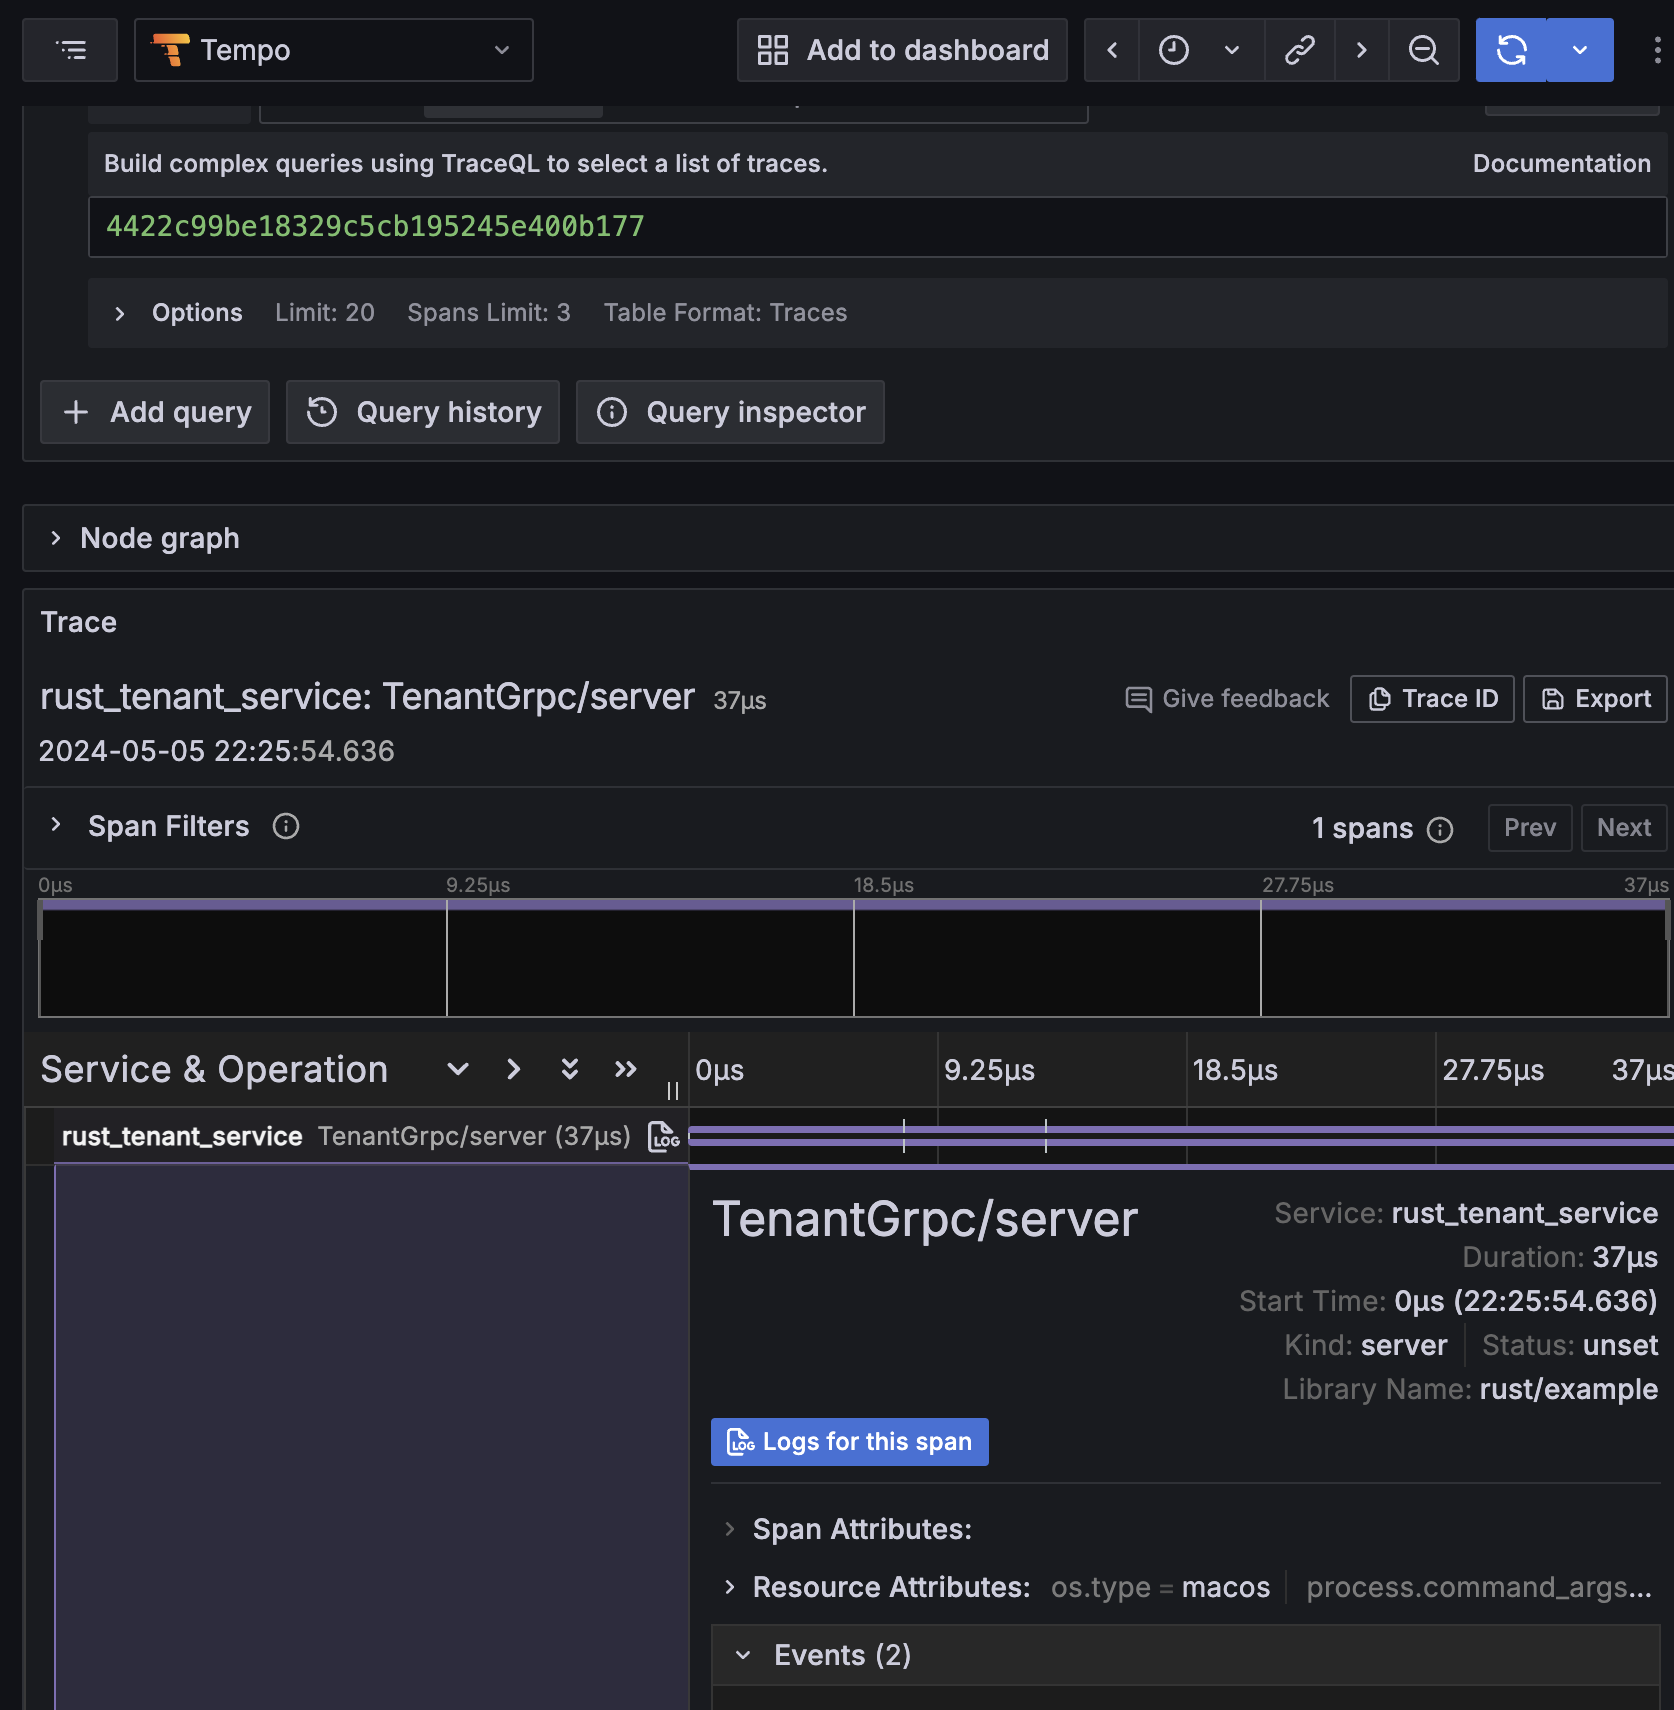 Tempo
Add to dashboard
Build complex queries using TraceQL to select a list of traces. Documentation
4422c99be18329c5cb195245e400b177
Options Limit: 20 Spans Limit: 3 Table Format: Traces
Add query Query history Query inspector
Node graph
Trace
rust_tenant_service: TenantGrpc/server 37μs
Give feedback Trace ID Export
2024-05-05 22:25:54.636
Span Filters 1 spans Prev Next
0μs 9.25μs 18.5μs 27.75μs 37μs
Service & Operation 0μs 9.25μs 18.5μs 27.75μs 37μs
rust_tenant_service TenantGrpc/server (37μs) LOG
TenantGrpc/server
Service: rust_tenant_service
Duration: 37μs
Start Time: 0μs (22:25:54.636)
Kind: server Status: unset
Library Name: rust/example
LOG Logs for this span
Span Attributes:
Resource Attributes: os.type = macos process.command_args...
Events (2)